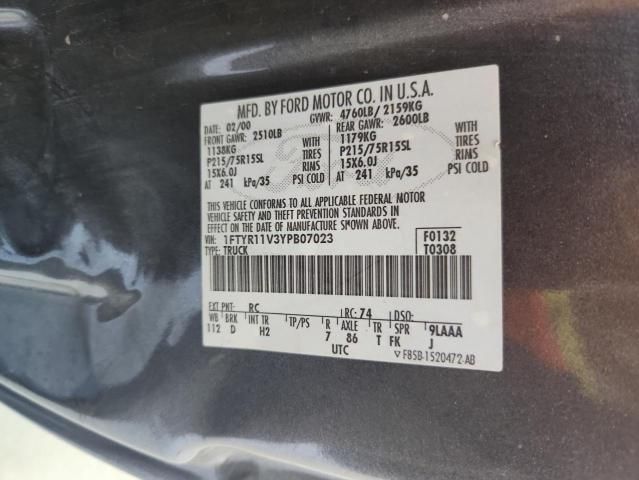 MFD. BY FORD MOTOR CO. IN U.S.A.
DATE: 02/00 GVWR: 4760LB/ 2159KG
FRONT GAWR: 2510LB REAR GAWR: 2600LB
1138KG WITH 1179KG WITH
P215/75R15SL TIRES P215/75R15SL TIRES
15X6.0J RIMS 15X6.0J RIMS
AT 241 kPa/35 PSI COLD AT 241 kPa/35 PSI COLD
THIS VEHICLE CONFORMS TO ALL APPLICABLE FEDERAL MOTOR
VEHICLE SAFETY AND THEFT PREVENTION STANDARDS IN
EFFECT ON THE DATE OF MANUFACTURE SHOWN ABOVE.
VIN: 1FTYR11V3YPB07023 F0132
TYPE: TRUCK T0308
EXT PNT: RC RC: 74 DSO:
WB BRK INT TR TP/PS R AXLE TR SPR 9LAAA
112 D H2 7 86 T FK J
UTC
F85B-1520472-AB